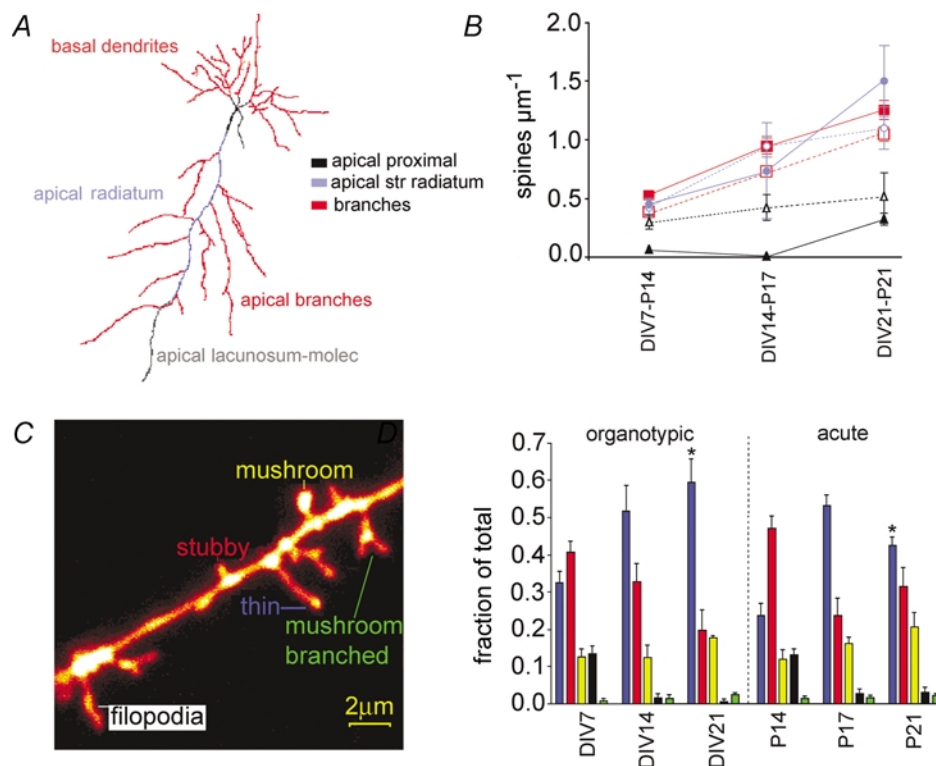 A
basal dendrites
apical radiatum
apical proximal
apical str radiatum
branches
apical branches
apical lacunosum-molec
B
spines µm⁻¹
2.0
1.5
1.0
0.5
0.0
DIV7-P14
DIV14-P17
DIV21-P21
C
mushroom
stubby
thin
mushroom
branched
filopodia
2µm
D
organotypic
acute
fraction of total
0.7
0.6
0.5
0.4
0.3
0.2
0.1
0.0
*
*
DIV7
DIV14
DIV21
P14
P17
P21